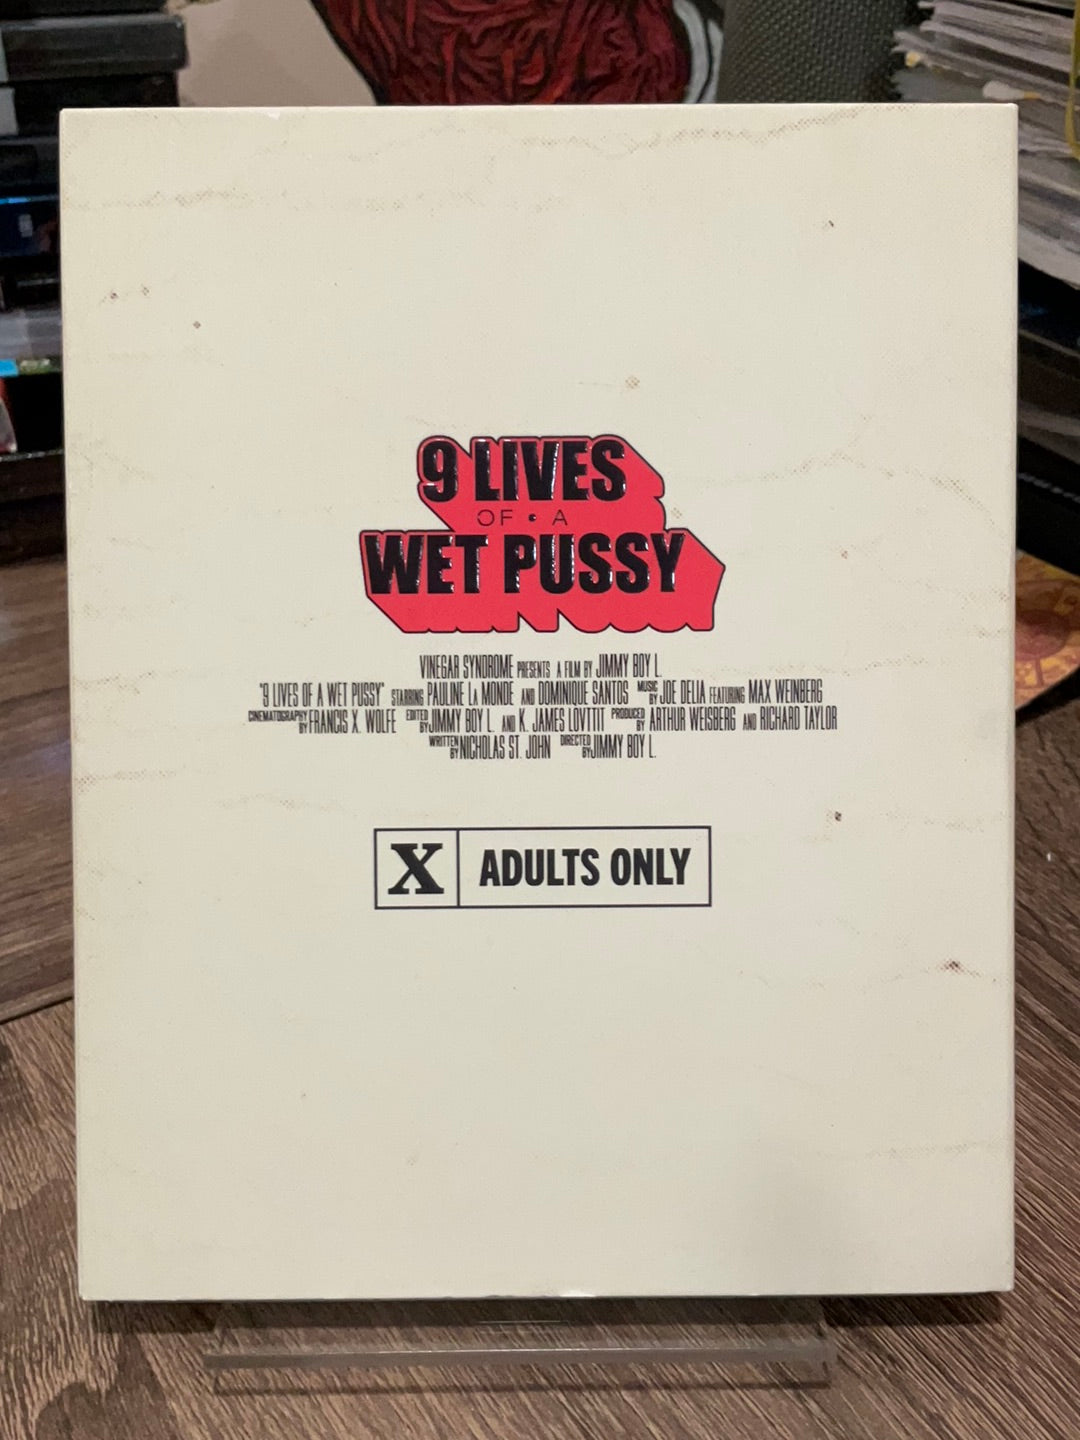 9 LIVES
OF • A
WET PUSSY
VINEGAR SYNDROME PRESENTS A FILM BY JIMMY BOY L.
"9 LIVES OF A WET PUSSY" STARRING PAULINE LA MONDE AND DOMINIQUE SANTOS MUSIC BY JOE DELIA FEATURING MAX WEINBERG
CINEMATOGRAPHY BY FRANCIS X. WOLFE EDITED BY JIMMY BOY L. AND K. JAMES LOVTTIT PRODUCED BY ARTHUR WEISBERG AND RICHARD TAYLOR
WRITTEN BY NICHOLAS ST. JOHN DIRECTED BY JIMMY BOY L.
X ADULTS ONLY